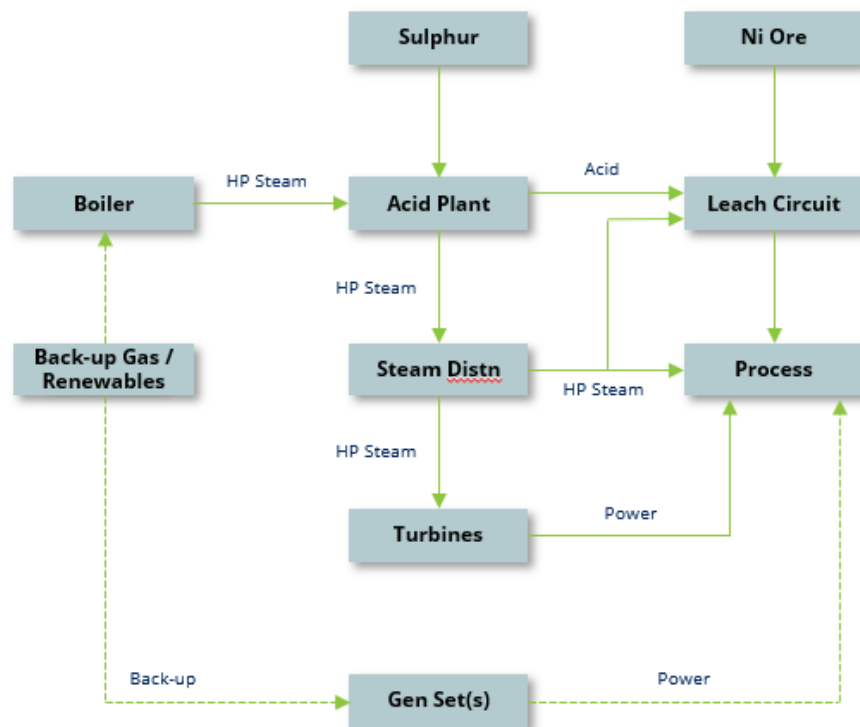 Sulphur
Ni Ore
Boiler
HP Steam
Acid Plant
Acid
Leach Circuit
HP Steam
Back-up Gas /
Renewables
Steam Distn
HP Steam
Process
HP Steam
Turbines
Power
Back-up
Gen Set(s)
Power